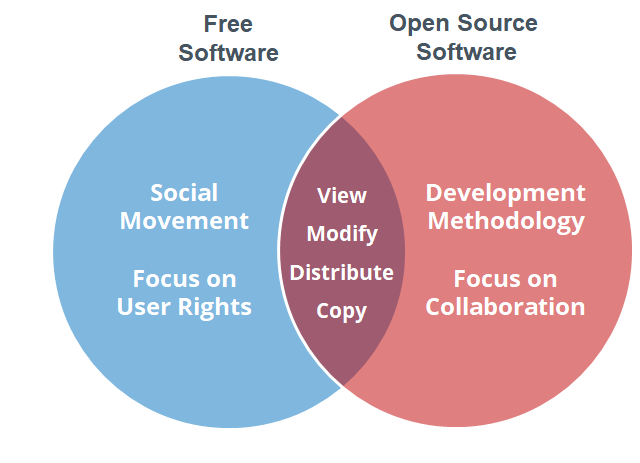 Free
Software
Open Source
Software
Social
Movement
Focus on
User Rights
View
Modify
Distribute
Copy
Development
Methodology
Focus on
Collaboration